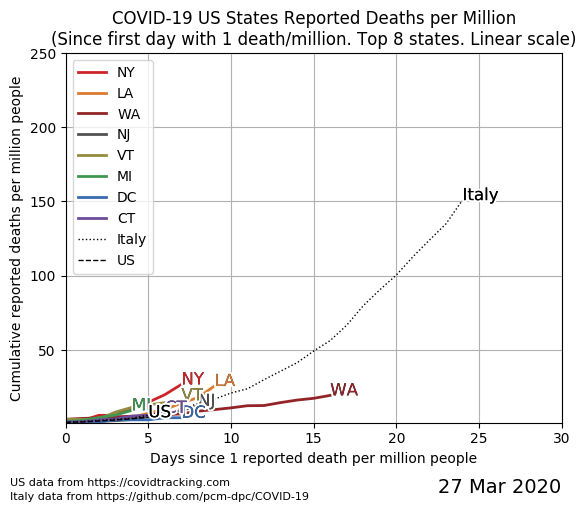 COVID-19 US States Reported Deaths per Million
(Since first day with 1 death/million. Top 8 states. Linear scale)
Cumulative reported deaths per million people
250
200
150
100
50
NY
LA
WA
NJ
VT
MI
DC
CT
Italy
US
Italy
NY
LA
WA
VT
NJ
MI
CT
US
DC
0
5
10
15
20
25
30
Days since 1 reported death per million people
US data from https://covidtracking.com
Italy data from https://github.com/pcm-dpc/COVID-19
27 Mar 2020